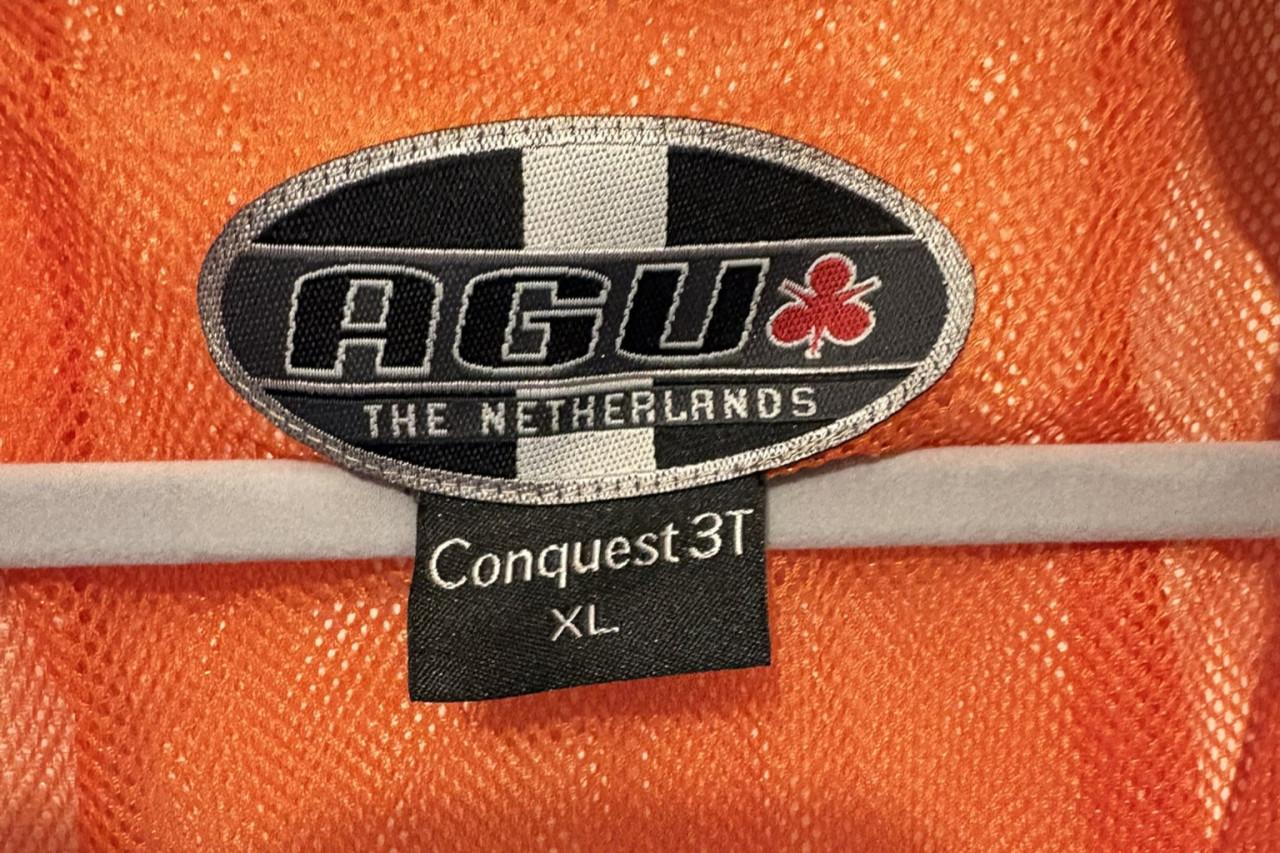 AGU
THE NETHERLANDS
Conquest 3T
XL